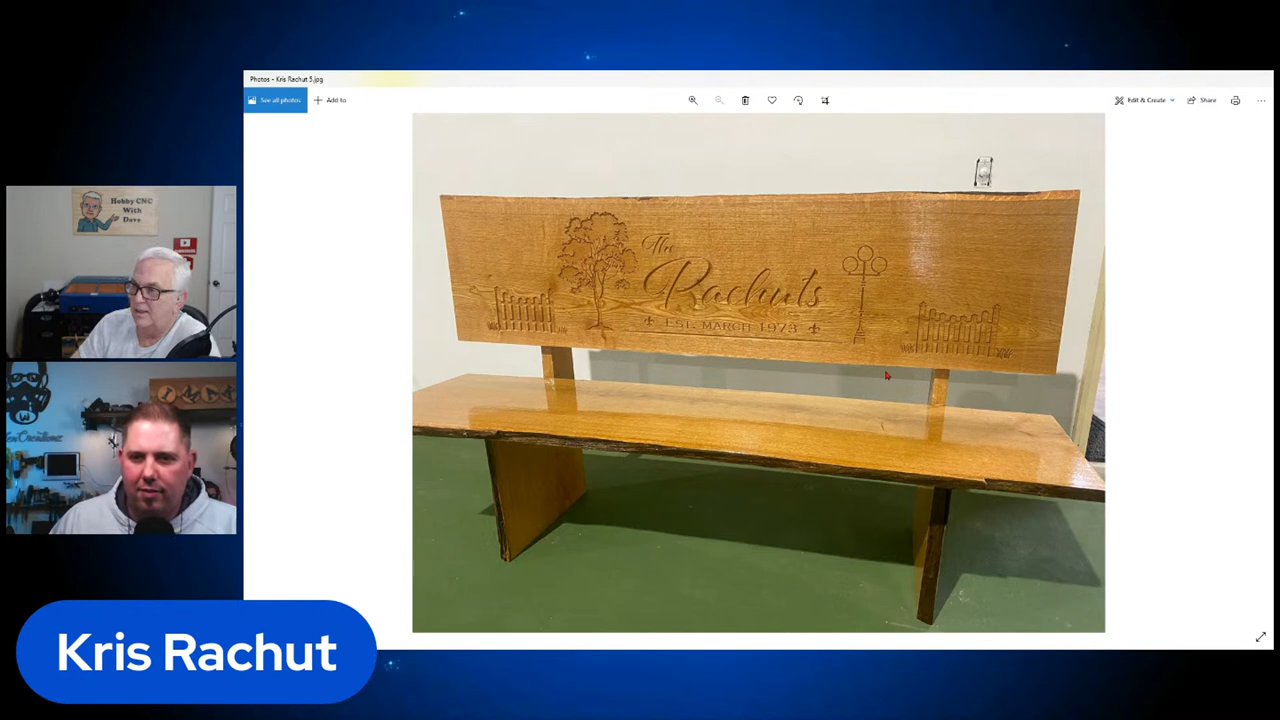 Photos - Kris Rachut 5.jpg
See all photos
Add to
Edit & Create
Share
Hobby CNC
With
Dave
The
Rachuts
EST. MARCH 1973
Kris Rachut